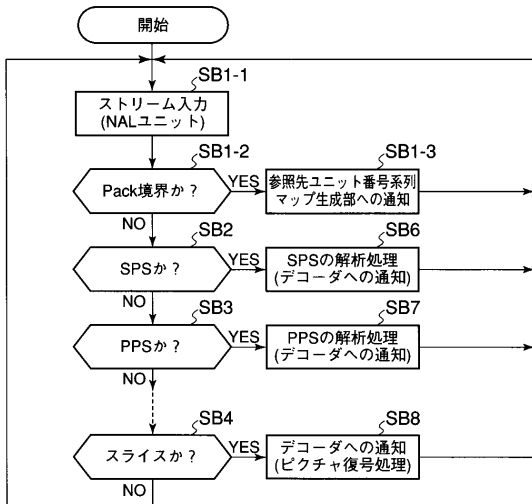 開始
SB1-1
ストリーム入力
(NALユニット)
SB1-2
SB1-3
Pack境界か？
YES
参照先ユニット番号系列
マップ生成部への通知
NO
SB2
SB6
SPSか？
YES
SPSの解析処理
(デコーダへの通知)
NO
SB3
SB7
PPSか？
YES
PPSの解析処理
(デコーダへの通知)
NO
SB4
SB8
スライスか？
YES
デコーダへの通知
(ピクチャ復号処理)
NO